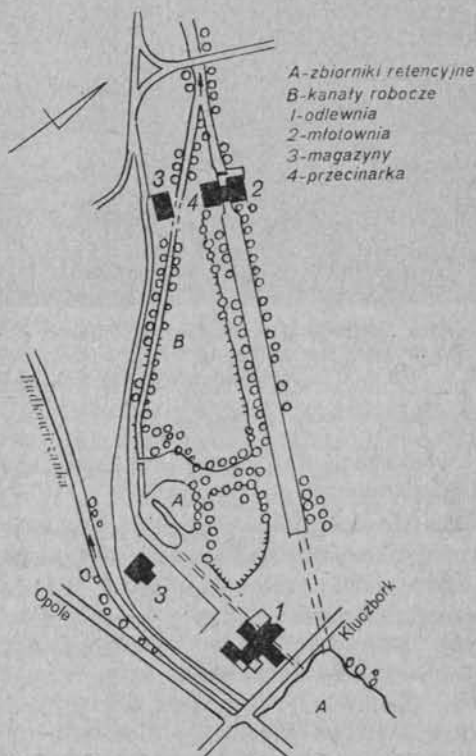 A-zbiorniki retencyjne
B-kanały robocze
1-odlewnia
2-młotownia
3-magazyny
4-przecinarka
3
4
2
B
Budkowiczanka
A
3
1
Opole
Kluczbork
A